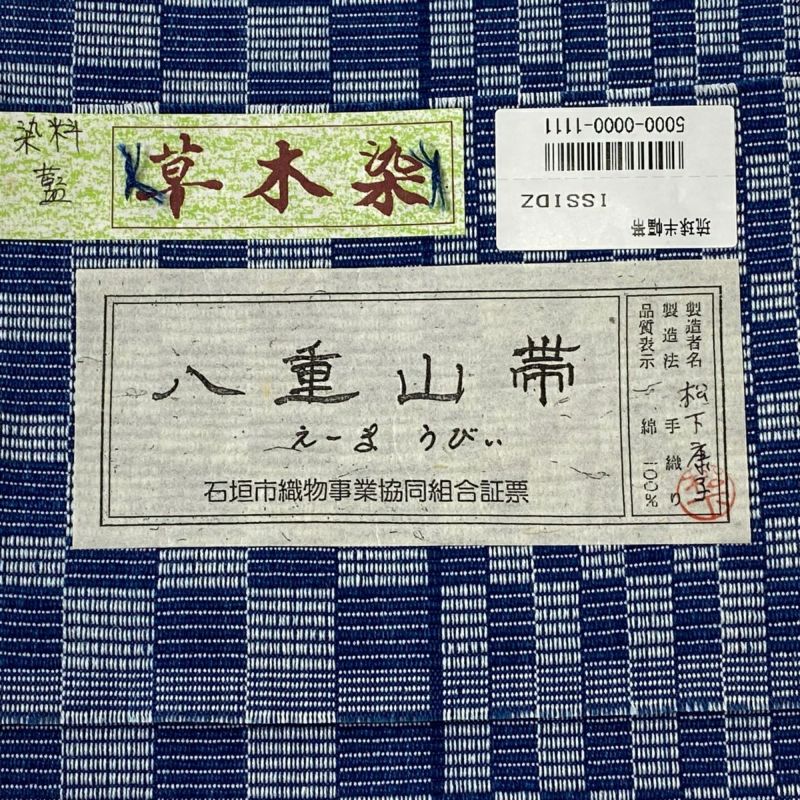 染料
藍
草木染
5000-0000-1111
ISSIDZ
琉球半幅帯
八重山帯
えーま うびぃ
石垣市織物事業協同組合証票
製造者名 松下康子
製造法 手織り
品質表示 綿 一〇〇%